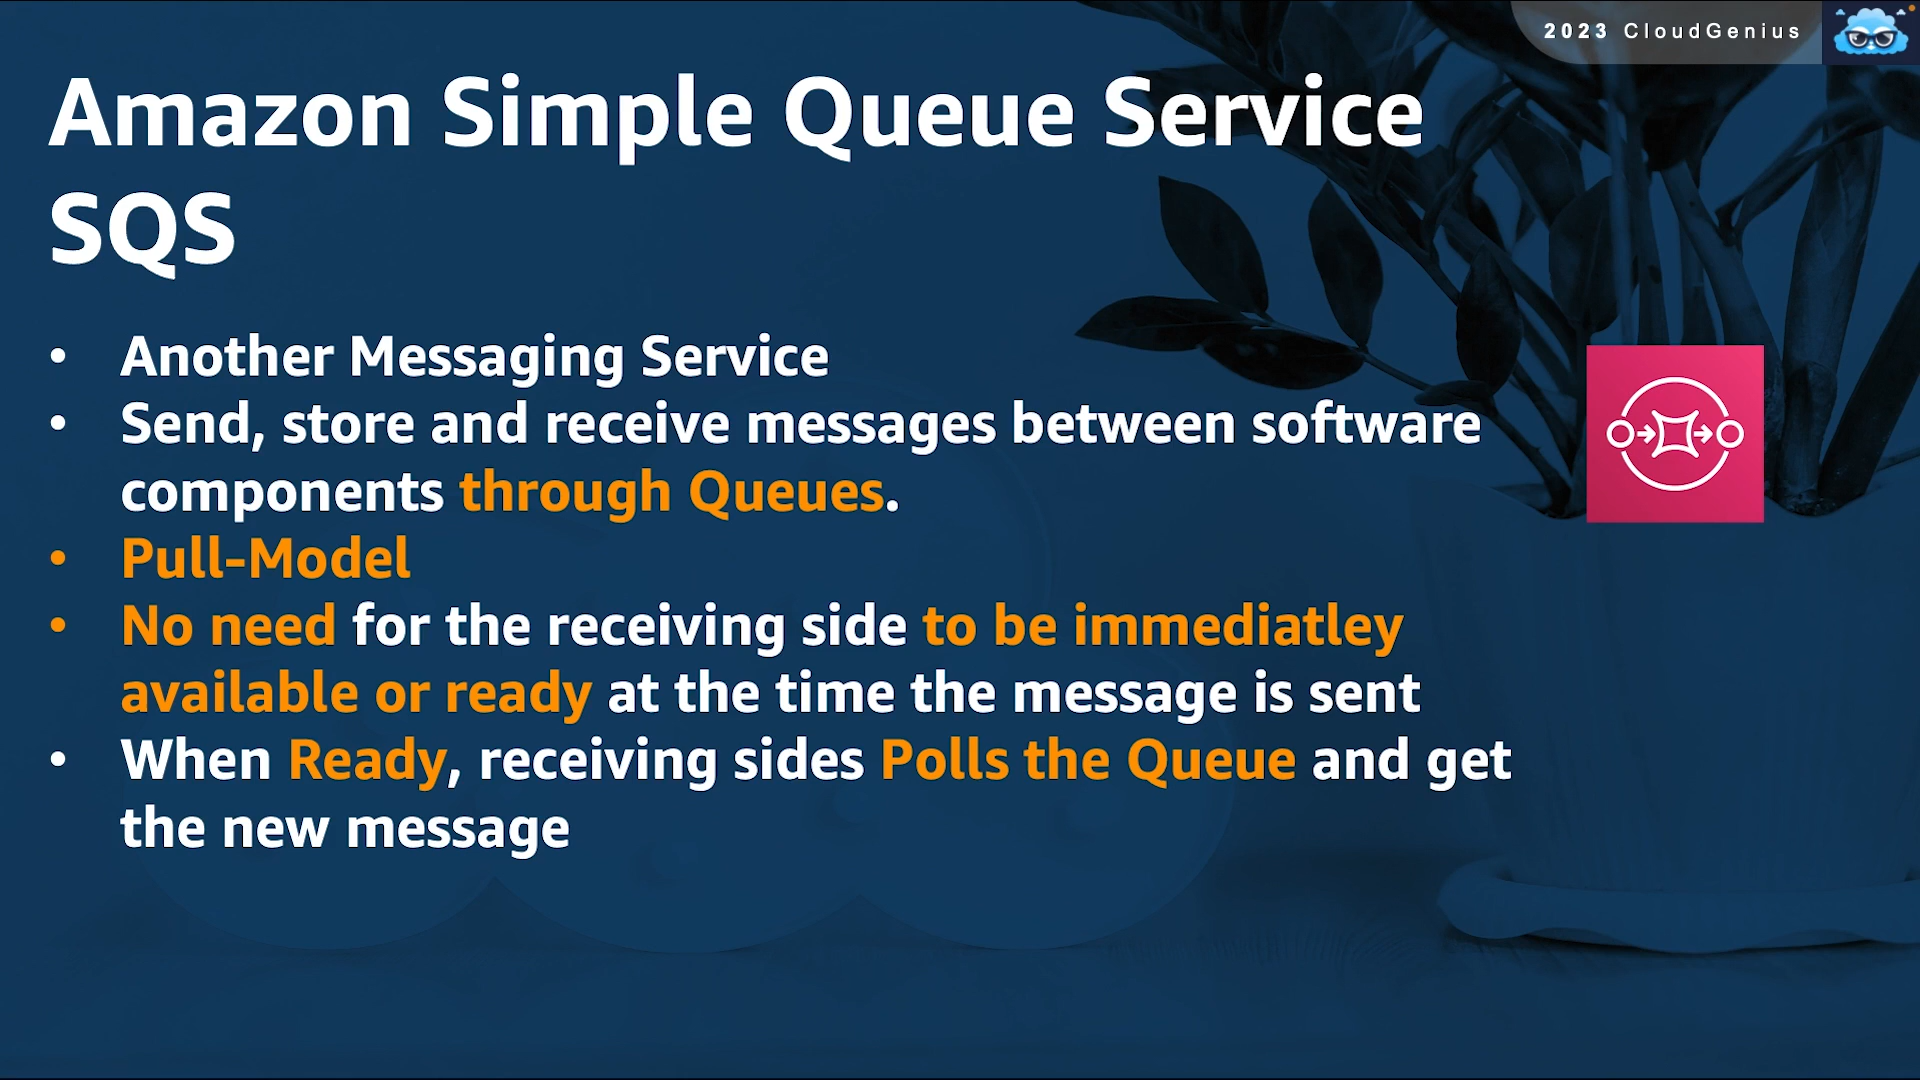 2023 CloudGenius
Amazon Simple Queue Service
SQS
• Another Messaging Service
• Send, store and receive messages between software
components through Queues.
• Pull-Model
• No need for the receiving side to be immediatley
available or ready at the time the message is sent
• When Ready, receiving sides Polls the Queue and get
the new message